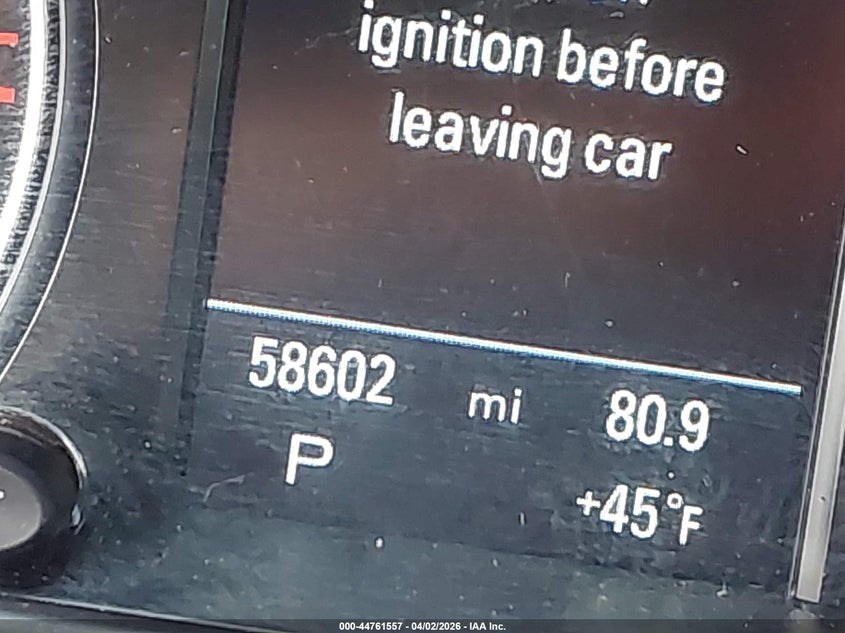 ignition before
leaving car
58602 mi 80.9
P
+45°F
000-44761557 - 04/02/2026 - IAA Inc.